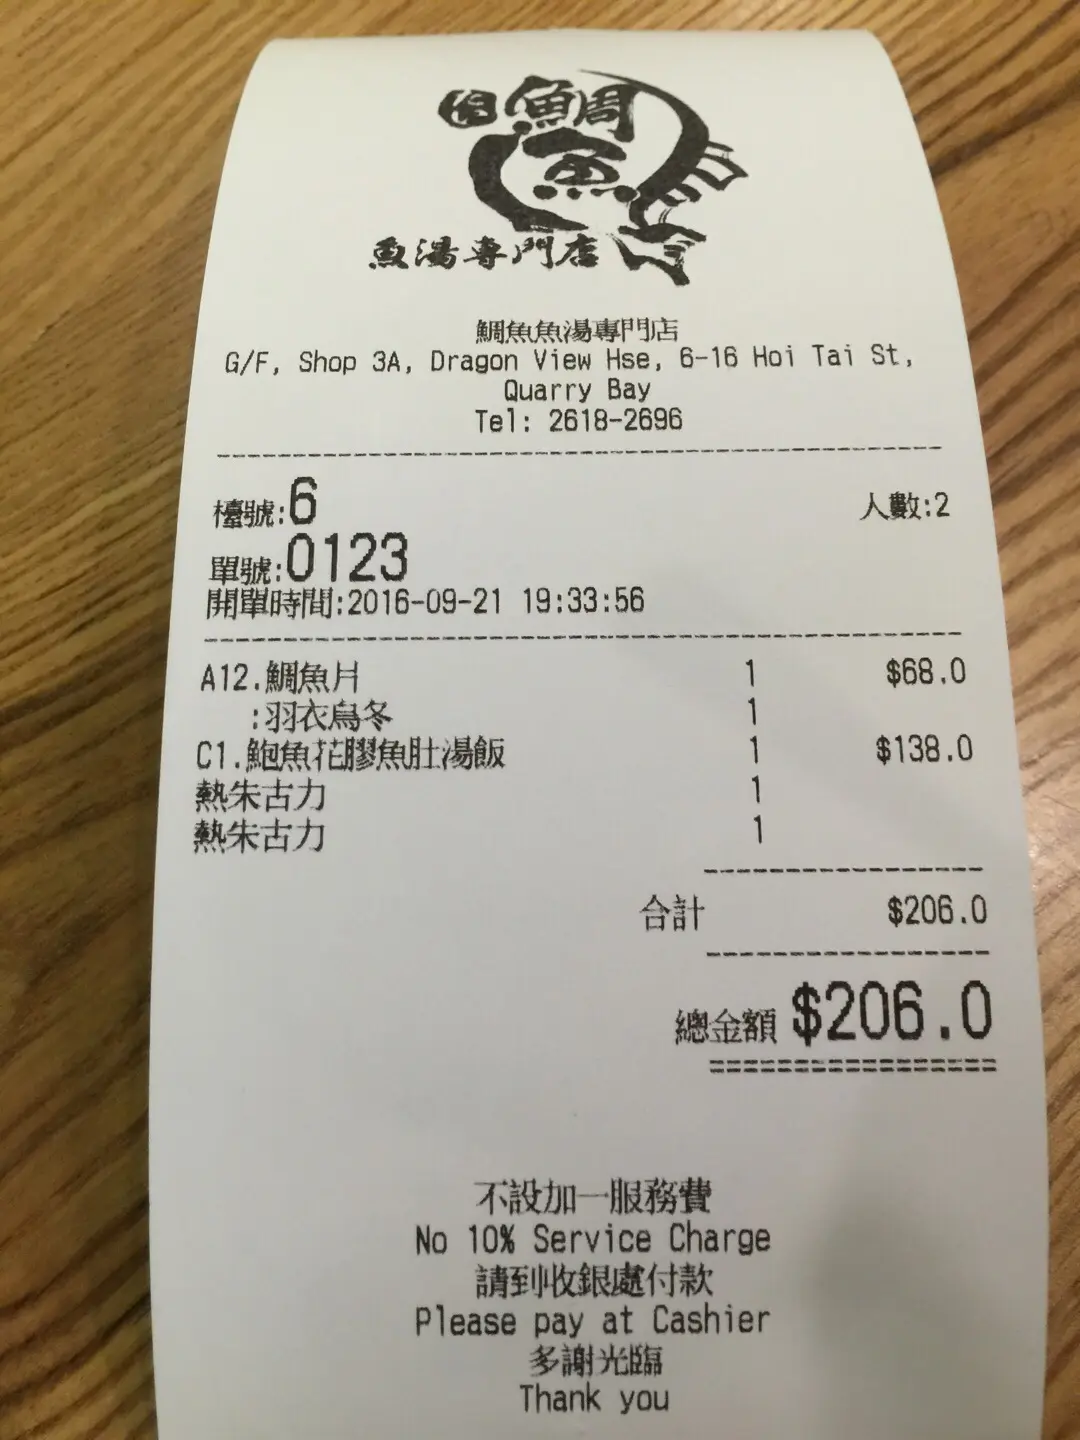 鯛魚
魚湯專門店
鯛魚魚湯專門店
G/F, Shop 3A, Dragon View Hse, 6-16 Hoi Tai St,
Quarry Bay
Tel: 2618-2696
檯號:6 人數:2
單號:0123
開單時間:2016-09-21 19:33:56
A12.鯛魚片 1 $68.0
:羽衣烏冬 1
C1.鮑魚花膠魚肚湯飯 1 $138.0
熱朱古力 1
熱朱古力 1
合計 $206.0
總金額 $206.0
不設加一服務費
No 10% Service Charge
請到收銀處付款
Please pay at Cashier
多謝光臨
Thank you